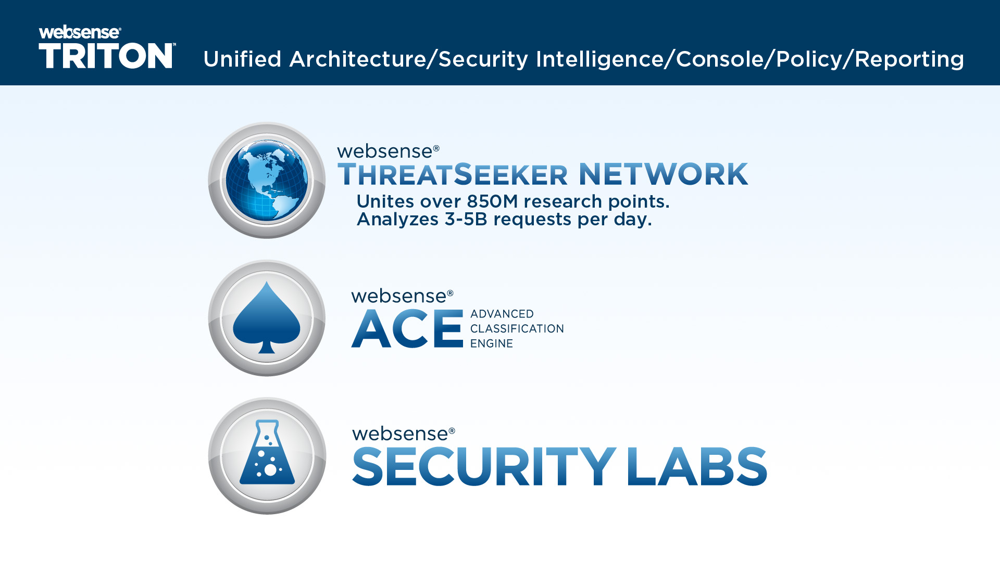 websense®
TRITON™
Unified Architecture/Security Intelligence/Console/Policy/Reporting
websense®
THREATSEEKER NETWORK
Unites over 850M research points.
Analyzes 3-5B requests per day.
websense®
ACE
ADVANCED
CLASSIFICATION
ENGINE
websense®
SECURITY LABS